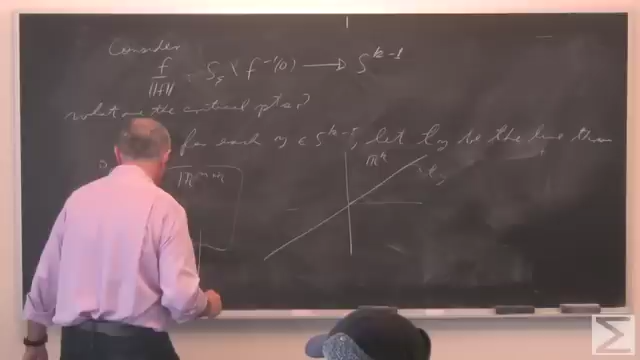 Consider
f/||f|| : S_ε \ f⁻¹(0) → S^{k-1}
what are the critical pts?
for each y ∈ S^{k-1}, let ℓ_y be the line thru
ℝ^k
ℓ_y
Σ